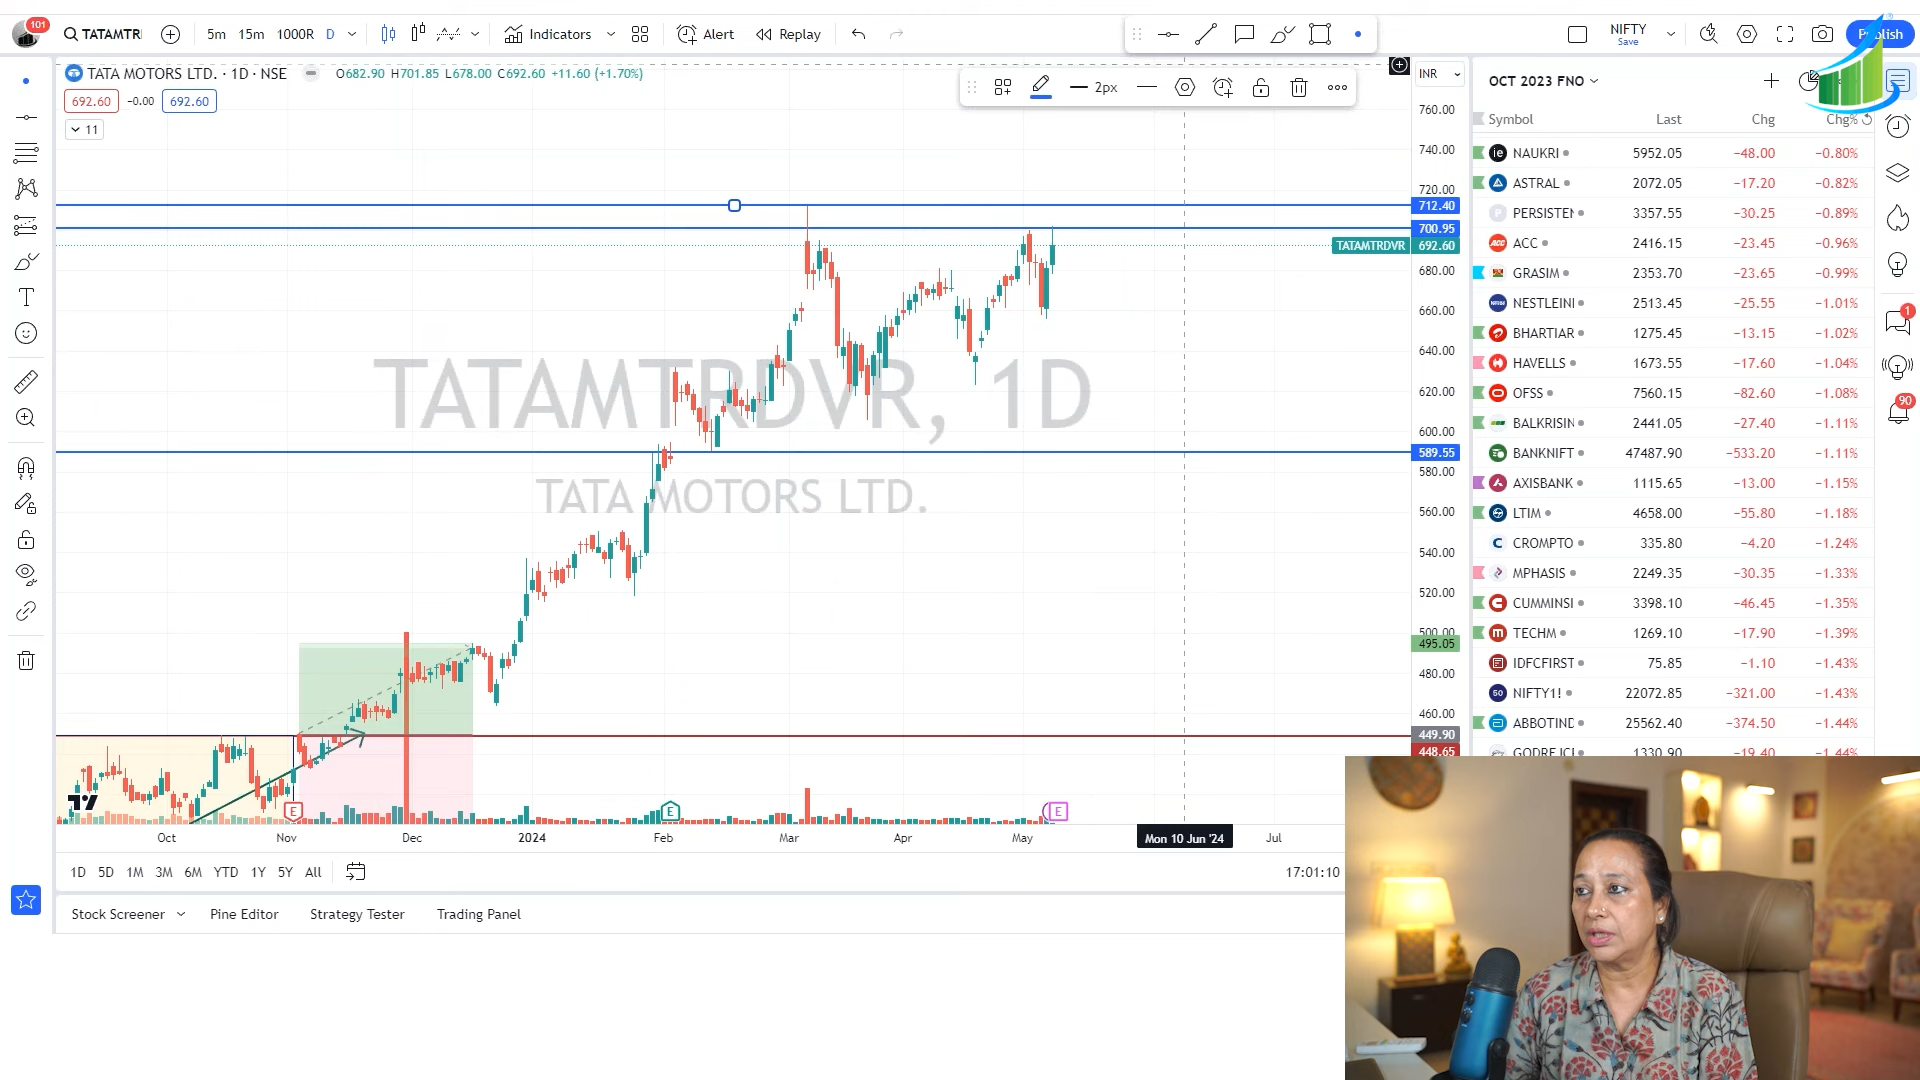 101
TATAMTRI
5m 15m 1000R D
Indicators
Alert
Replay
NIFTY
Save
Publish
TATA MOTORS LTD. · 1D · NSE
O682.90 H701.85 L678.00 C692.60 +11.60 (+1.70%)
692.60 -0.00 692.60
11
2px
INR
760.00
740.00
720.00
712.40
700.95
TATAMTRDVR 692.60
680.00
660.00
640.00
620.00
600.00
589.55
580.00
560.00
540.00
520.00
500.00
495.05
480.00
460.00
449.90
448.65
TATAMTRDVR, 1D
TATA MOTORS LTD.
E
E
E
Oct Nov Dec 2024 Feb Mar Apr May Mon 10 Jun '24 Jul
1D 5D 1M 3M 6M YTD 1Y 5Y All
17:01:10
Stock Screener Pine Editor Strategy Tester Trading Panel
OCT 2023 FNO
Symbol Last Chg Chg%
NAUKRI 5952.05 −48.00 −0.80%
ASTRAL 2072.05 −17.20 −0.82%
PERSISTEN 3357.55 −30.25 −0.89%
ACC 2416.15 −23.45 −0.96%
GRASIM 2353.70 −23.65 −0.99%
NESTLEINI 2513.45 −25.55 −1.01%
BHARTIAR 1275.45 −13.15 −1.02%
HAVELLS 1673.55 −17.60 −1.04%
OFSS 7560.15 −82.60 −1.08%
BALKRISIN 2441.05 −27.40 −1.11%
BANKNIFT 47487.90 −533.20 −1.11%
AXISBANK 1115.65 −13.00 −1.15%
LTIM 4658.00 −55.80 −1.18%
CROMPTO 335.80 −4.20 −1.24%
MPHASIS 2249.35 −30.35 −1.33%
CUMMINSI 3398.10 −46.45 −1.35%
TECHM 1269.10 −17.90 −1.39%
IDFCFIRST 75.85 −1.10 −1.43%
NIFTY1! 22072.85 −321.00 −1.43%
ABBOTIND 25562.40 −374.50 −1.44%
GODREJCI 1330.90 −19.40 −1.44%
1
90